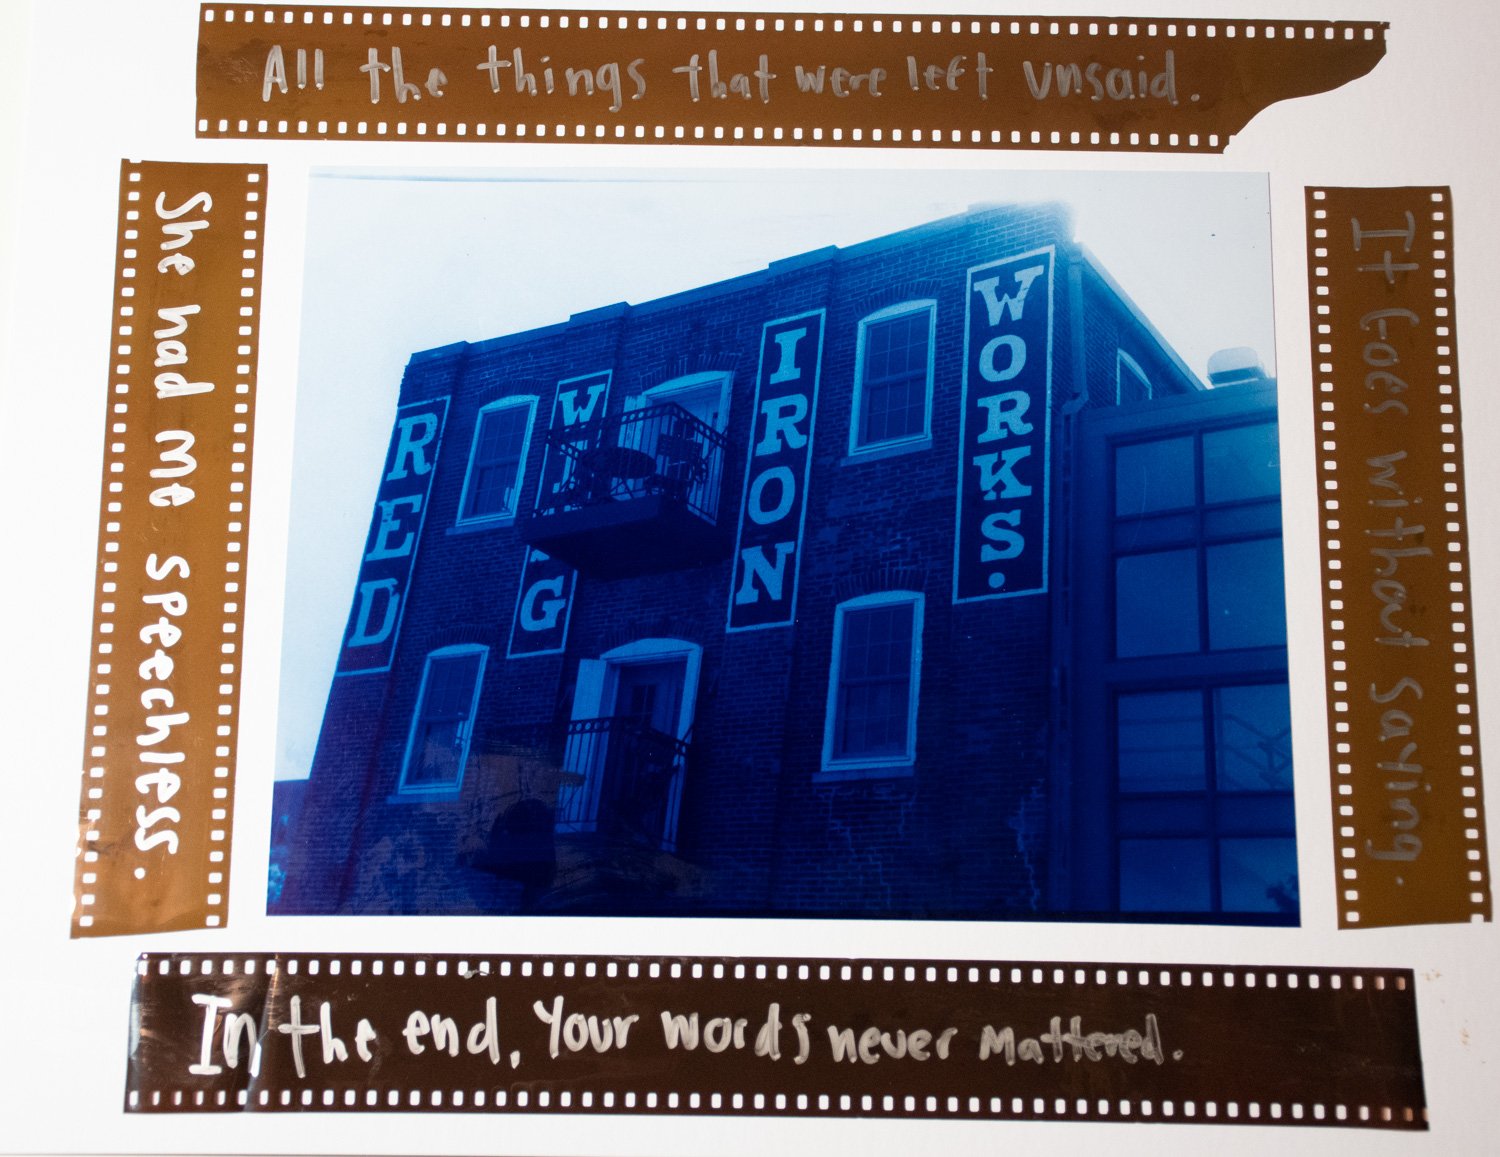 All the things that were left unsaid.
She had me speechless.
RED
W
G
IRON
WORKS.
It Goes without Saying.
In the end, Your words never mattered.